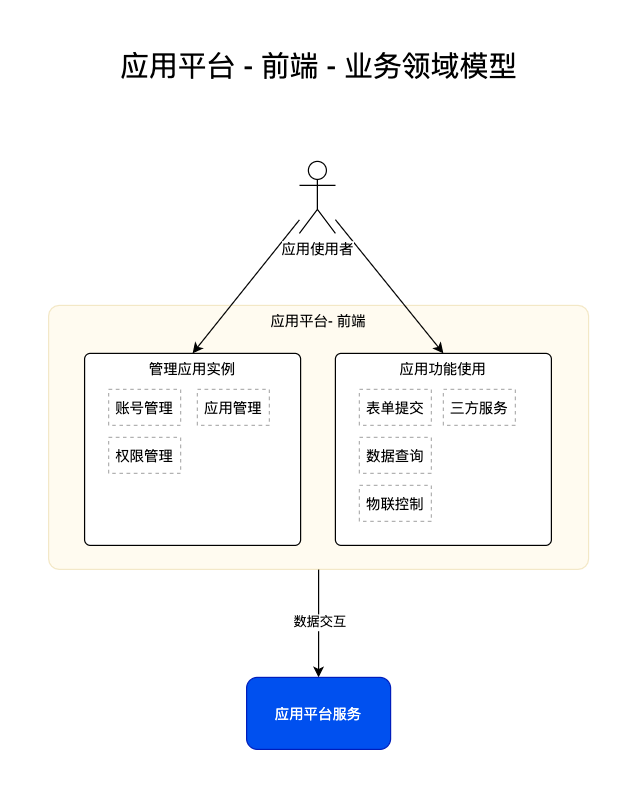 应用平台 - 前端 - 业务领域模型
应用使用者
应用平台- 前端
管理应用实例
账号管理
应用管理
权限管理
应用功能使用
表单提交
三方服务
数据查询
物联控制
数据交互
应用平台服务